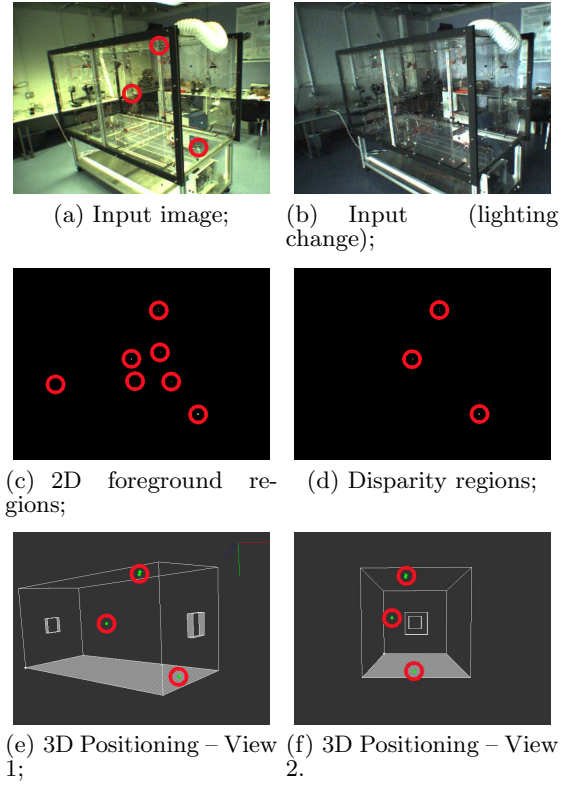 (a) Input image;
(b) Input (lighting
change);
(c) 2D foreground re-
gions;
(d) Disparity regions;
(e) 3D Positioning – View
1;
(f) 3D Positioning – View
2.